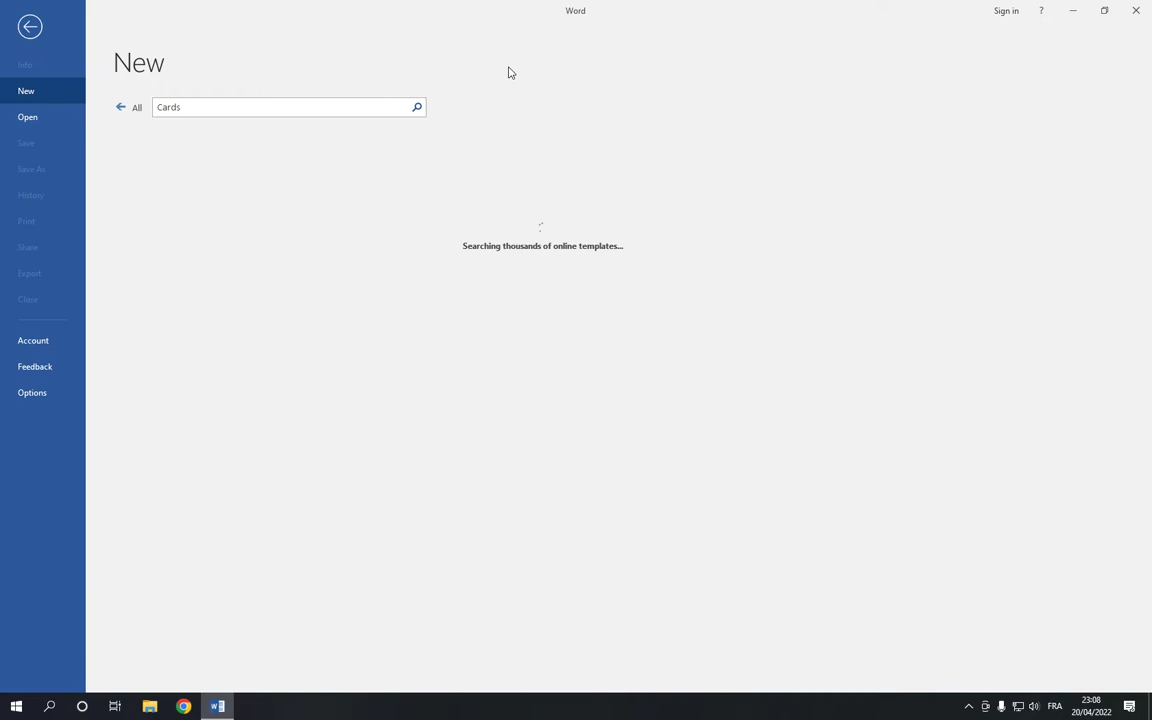 Word
Sign in
?
Info
New
New
Open
All
Cards
Save
Save As
History
Print
Share
Searching thousands of online templates...
Export
Close
Account
Feedback
Options
W
FRA
23:08
20/04/2022